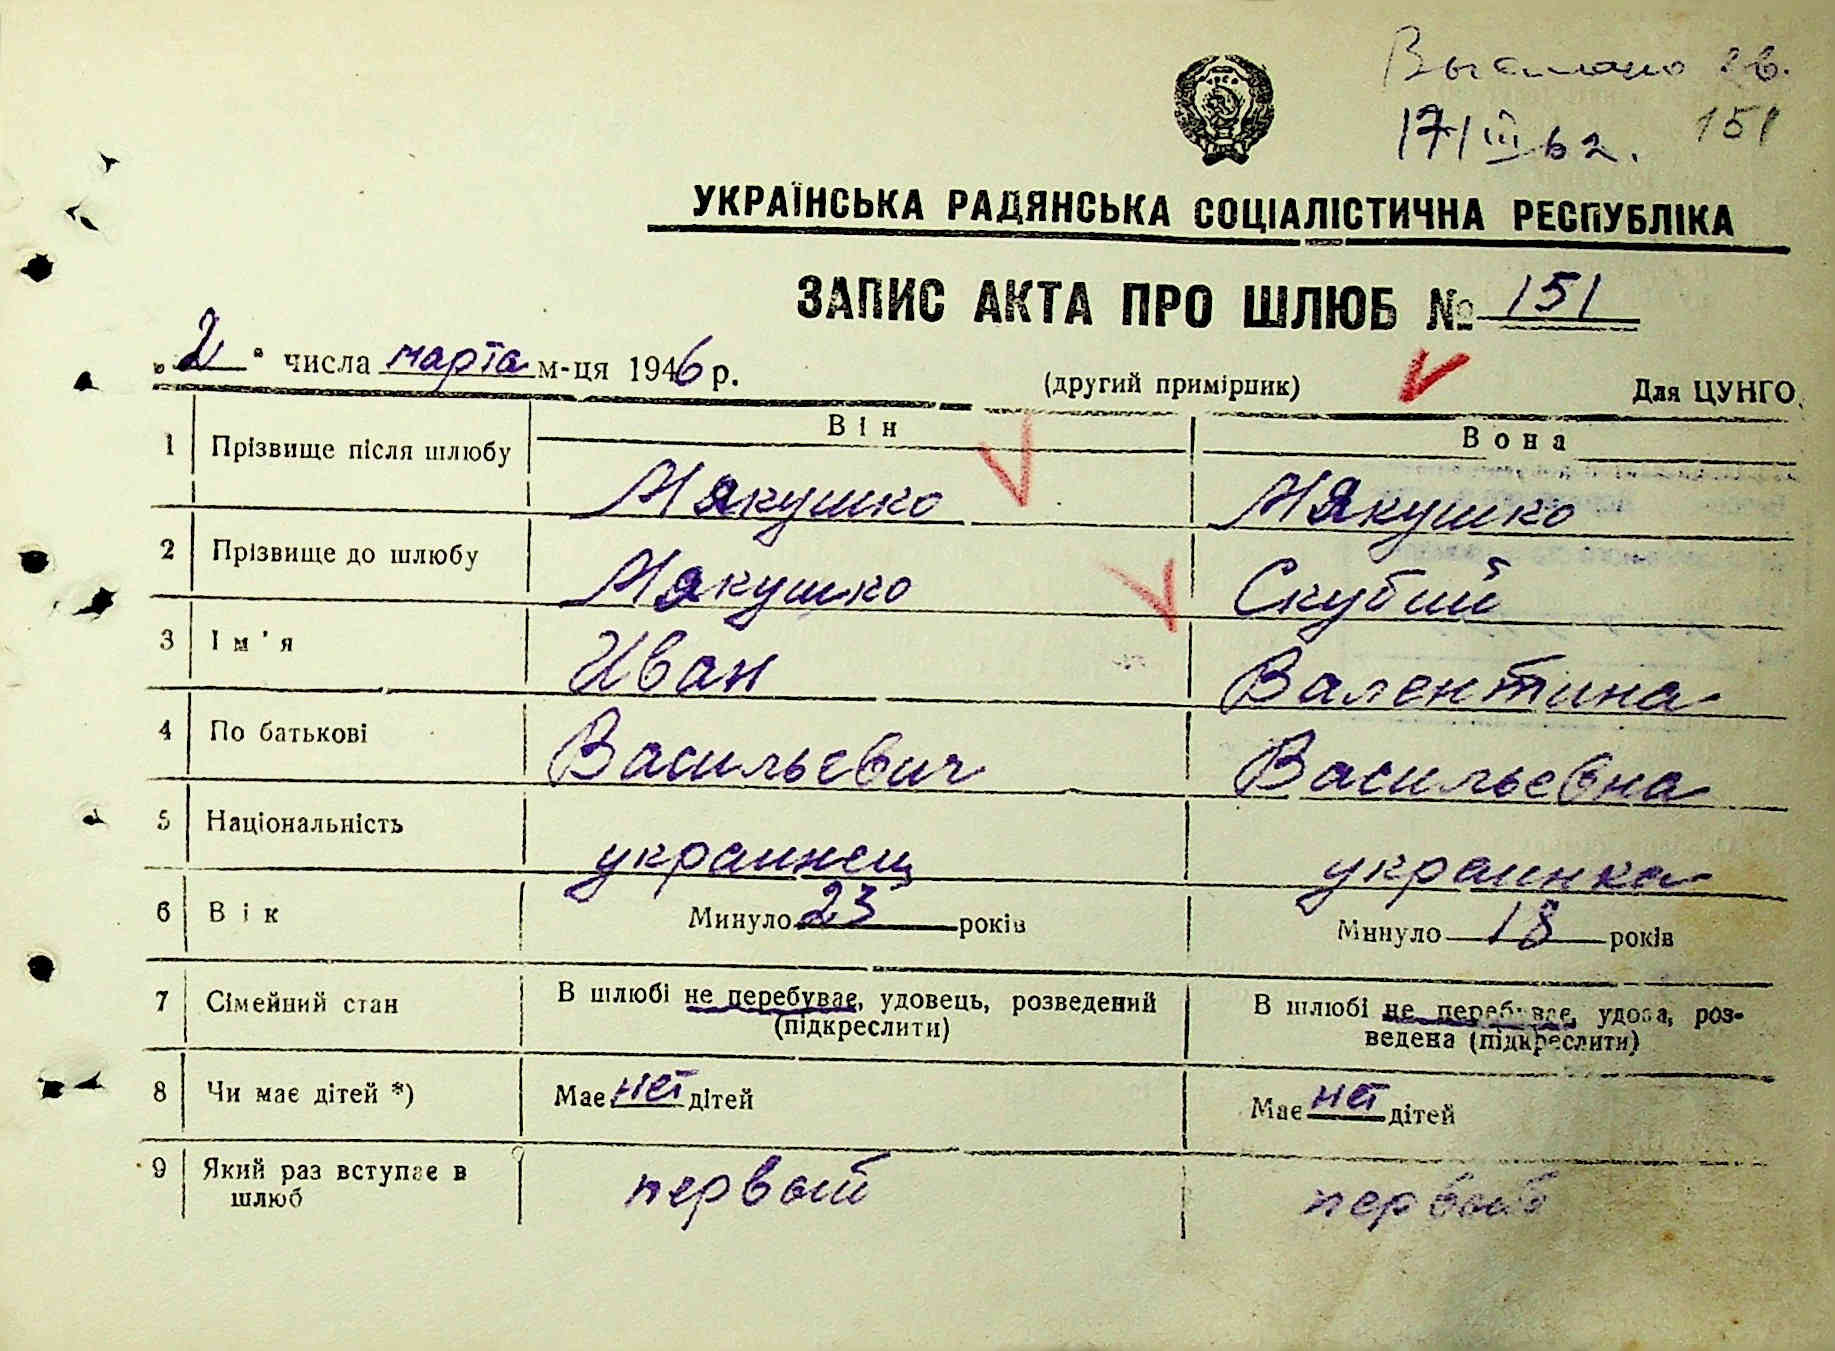 Выслано 2в.
17/III 62. 151
УКРАЇНСЬКА РАДЯНСЬКА СОЦІАЛІСТИЧНА РЕСПУБЛІКА
ЗАПИС АКТА ПРО ШЛЮБ № 151
„2" числа марта м-ця 1946 р.
(другий примірник) Для ЦУНГО
Він Вона
1 Прізвище після шлюбу Мякушко Мякушко
2 Прізвище до шлюбу Мякушко Скубий
3 Ім'я Иван Валентина
4 По батькові Васильевич Васильевна
5 Національність украинец украинка
6 Вік Минуло 23 років Минуло 18 років
7 Сімейний стан В шлюбі не перебуває, удовець, розведений (підкреслити) В шлюбі не перебуває, удова, роз-
ведена (підкреслити)
8 Чи має дітей *) Має нет дітей Має нет дітей
9 Який раз вступає в шлюб первый первый